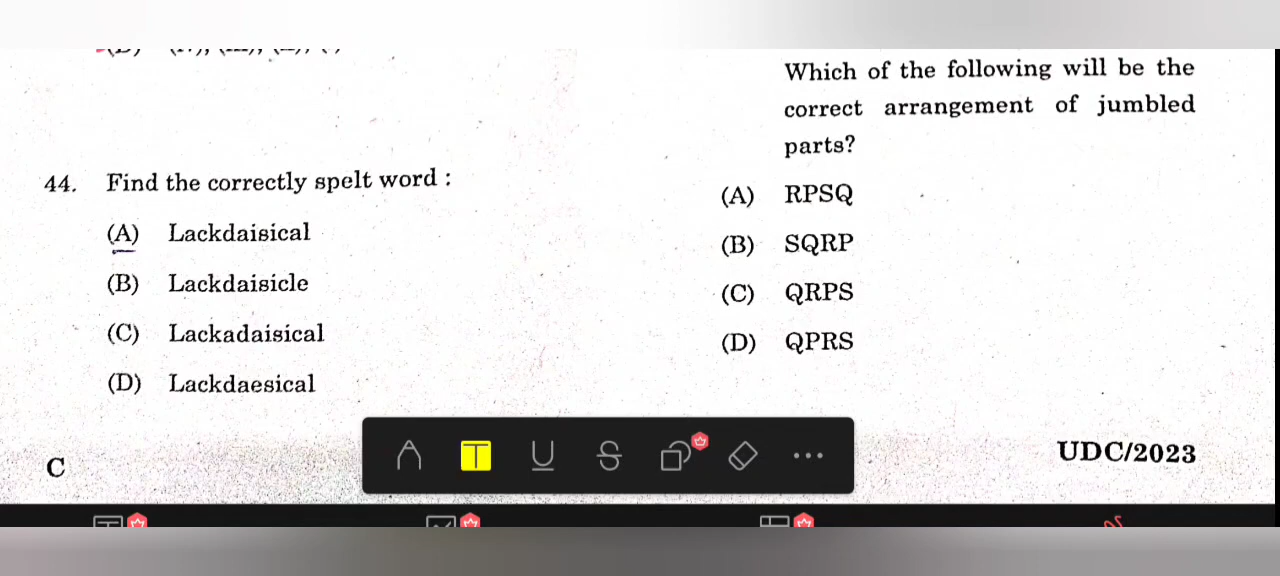 44. Find the correctly spelt word :
(A) Lackdaisical
(B) Lackdaisicle
(C) Lackadaisical
(D) Lackdaesical
C
Which of the following will be the
correct arrangement of jumbled
parts?
(A) RPSQ
(B) SQRP
(C) QRPS
(D) QPRS
UDC/2023